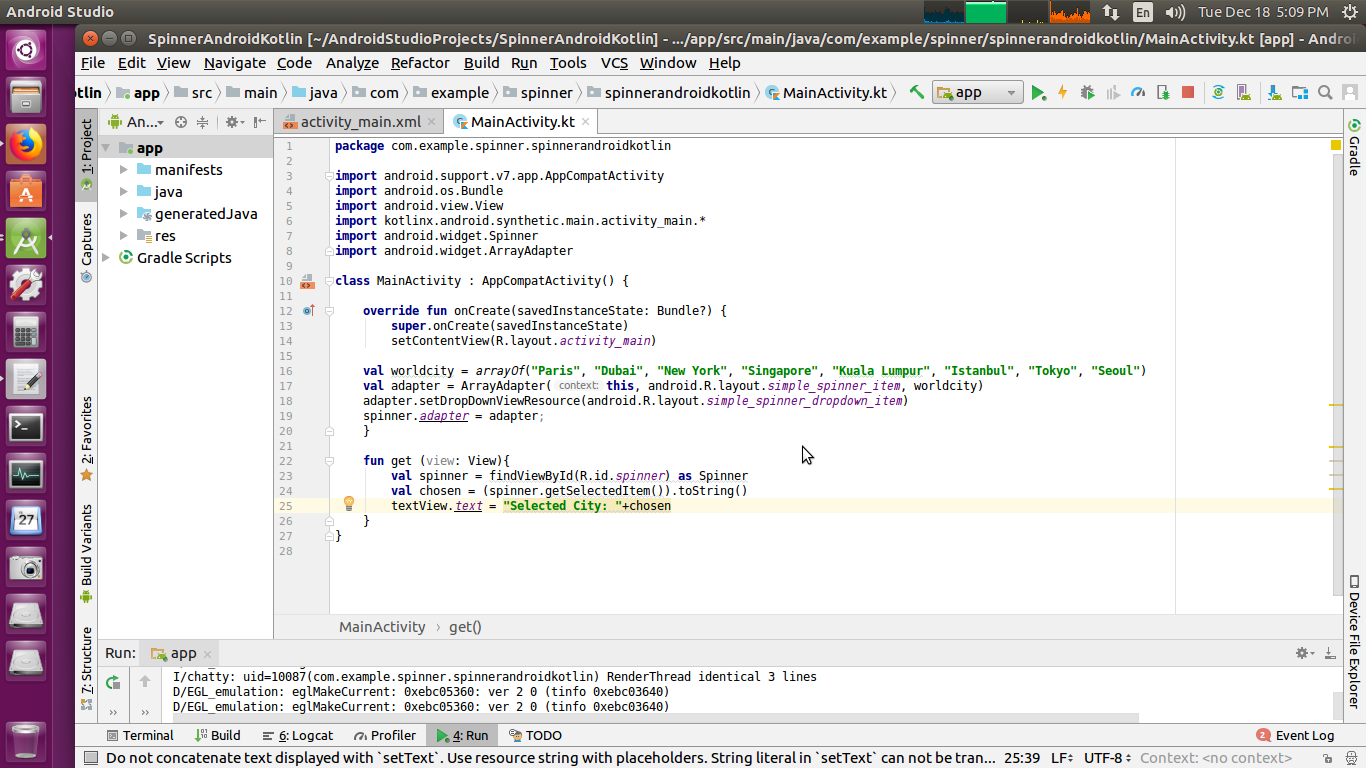 Android Studio
En
Tue Dec 18 5:09 PM
SpinnerAndroidKotlin [~/AndroidStudioProjects/SpinnerAndroidKotlin] - .../app/src/main/java/com/example/spinner/spinnerandroidkotlin/MainActivity.kt [app] - Andro
File Edit View Navigate Code Analyze Refactor Build Run Tools VCS Window Help
otlin app src main java com example spinner spinnerandroidkotlin MainActivity.kt app
1: Project
An...
activity_main.xml
MainActivity.kt
Gradle
app
manifests
java
generatedJava
res
Gradle Scripts
Captures
2: Favorites
Build Variants
7: Structure
27
1 package com.example.spinner.spinnerandroidkotlin
2
3 import android.support.v7.app.AppCompatActivity
4 import android.os.Bundle
5 import android.view.View
6 import kotlinx.android.synthetic.main.activity_main.*
7 import android.widget.Spinner
8 import android.widget.ArrayAdapter
9
10 class MainActivity : AppCompatActivity() {
11
12 override fun onCreate(savedInstanceState: Bundle?) {
13 super.onCreate(savedInstanceState)
14 setContentView(R.layout.activity_main)
15
16 val worldcity = arrayOf("Paris", "Dubai", "New York", "Singapore", "Kuala Lumpur", "Istanbul", "Tokyo", "Seoul")
17 val adapter = ArrayAdapter( context: this, android.R.layout.simple_spinner_item, worldcity)
18 adapter.setDropDownViewResource(android.R.layout.simple_spinner_dropdown_item)
19 spinner.adapter = adapter;
20 }
21
22 fun get (view: View){
23 val spinner = findViewById(R.id.spinner) as Spinner
24 val chosen = (spinner.getSelectedItem()).toString()
25 textView.text = "Selected City: "+chosen
26 }
27 }
28
Device File Explorer
MainActivity › get()
Run: app
I/chatty: uid=10087(com.example.spinner.spinnerandroidkotlin) RenderThread identical 3 lines
D/EGL_emulation: eglMakeCurrent: 0xebc05360: ver 2 0 (tinfo 0xebc03640)
D/EGL_emulation: eglMakeCurrent: 0xebc05360: ver 2 0 (tinfo 0xebc03640)
Terminal Build 6: Logcat Profiler 4: Run TODO 2 Event Log
Do not concatenate text displayed with `setText`. Use resource string with placeholders. String literal in `setText` can not be tran... 25:39 LF UTF-8 Context: <no context>